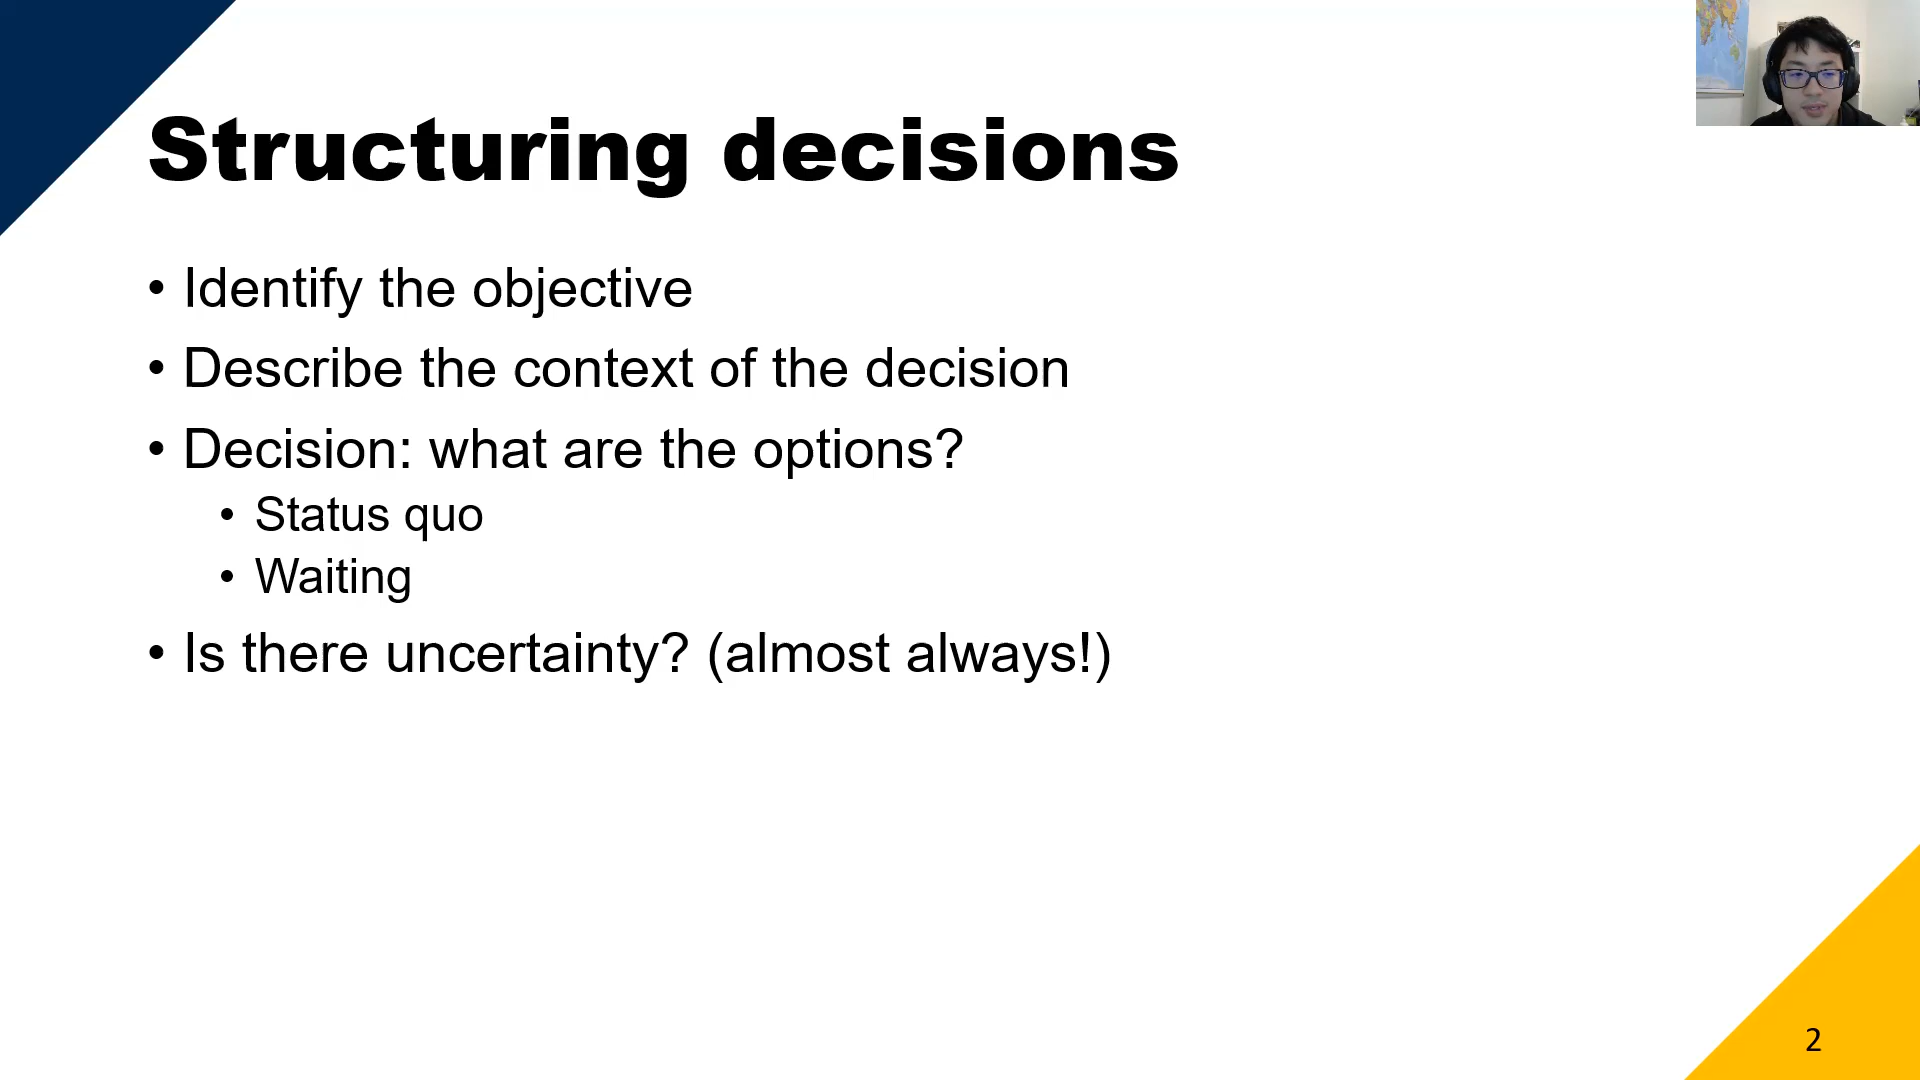 Structuring decisions
• Identify the objective
• Describe the context of the decision
• Decision: what are the options?
• Status quo
• Waiting
• Is there uncertainty? (almost always!)
2